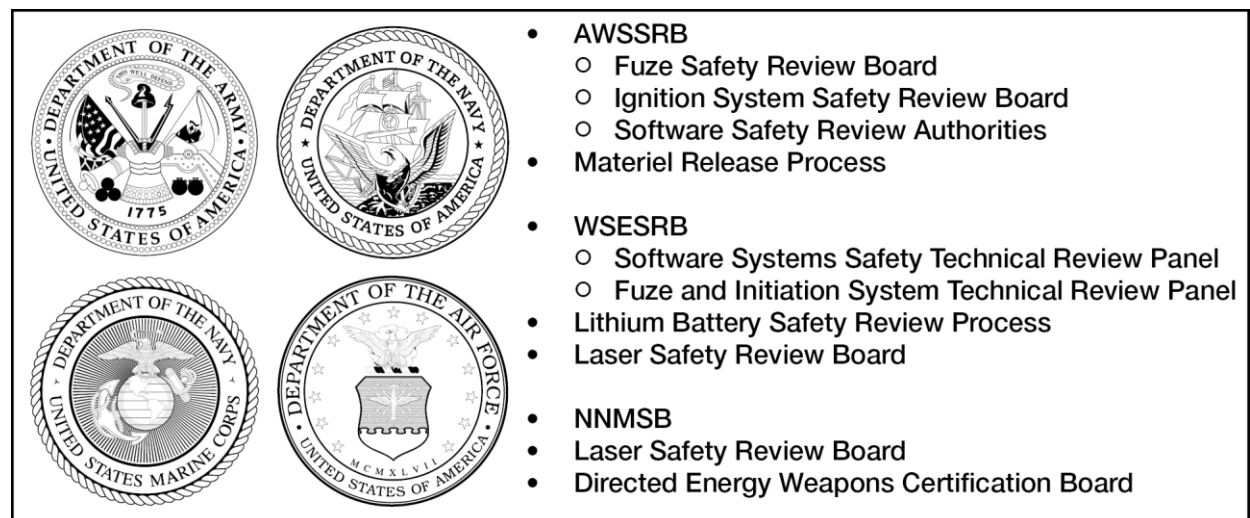 DEPARTMENT OF THE ARMY
THIS WE'LL DEFEND
1775
UNITED STATES OF AMERICA
DEPARTMENT OF THE NAVY
UNITED STATES OF AMERICA
DEPARTMENT OF THE NAVY
UNITED STATES MARINE CORPS
DEPARTMENT OF THE AIR FORCE
MCMXLVII
UNITED STATES OF AMERICA
• AWSSRB
○ Fuze Safety Review Board
○ Ignition System Safety Review Board
○ Software Safety Review Authorities
• Materiel Release Process
• WSESRB
○ Software Systems Safety Technical Review Panel
○ Fuze and Initiation System Technical Review Panel
• Lithium Battery Safety Review Process
• Laser Safety Review Board
• NNMSB
• Laser Safety Review Board
• Directed Energy Weapons Certification Board